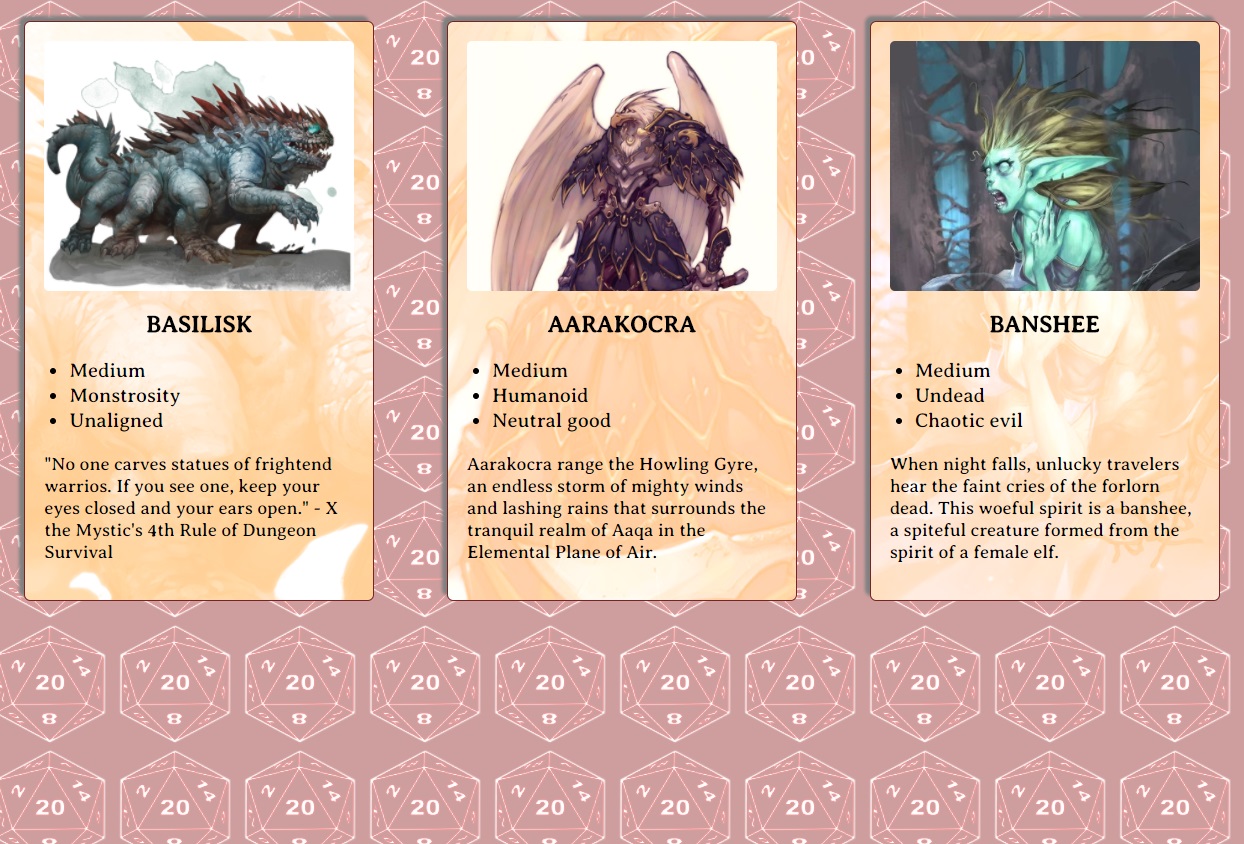 BASILISK
Medium
Monstrosity
Unaligned
"No one carves statues of frightend
warrios. If you see one, keep your
eyes closed and your ears open." - X
the Mystic's 4th Rule of Dungeon
Survival
AARAKOCRA
Medium
Humanoid
Neutral good
Aarakocra range the Howling Gyre,
an endless storm of mighty winds
and lashing rains that surrounds the
tranquil realm of Aaqa in the
Elemental Plane of Air.
BANSHEE
Medium
Undead
Chaotic evil
When night falls, unlucky travelers
hear the faint cries of the forlorn
dead. This woeful spirit is a banshee,
a spiteful creature formed from the
spirit of a female elf.
2 20 14 8